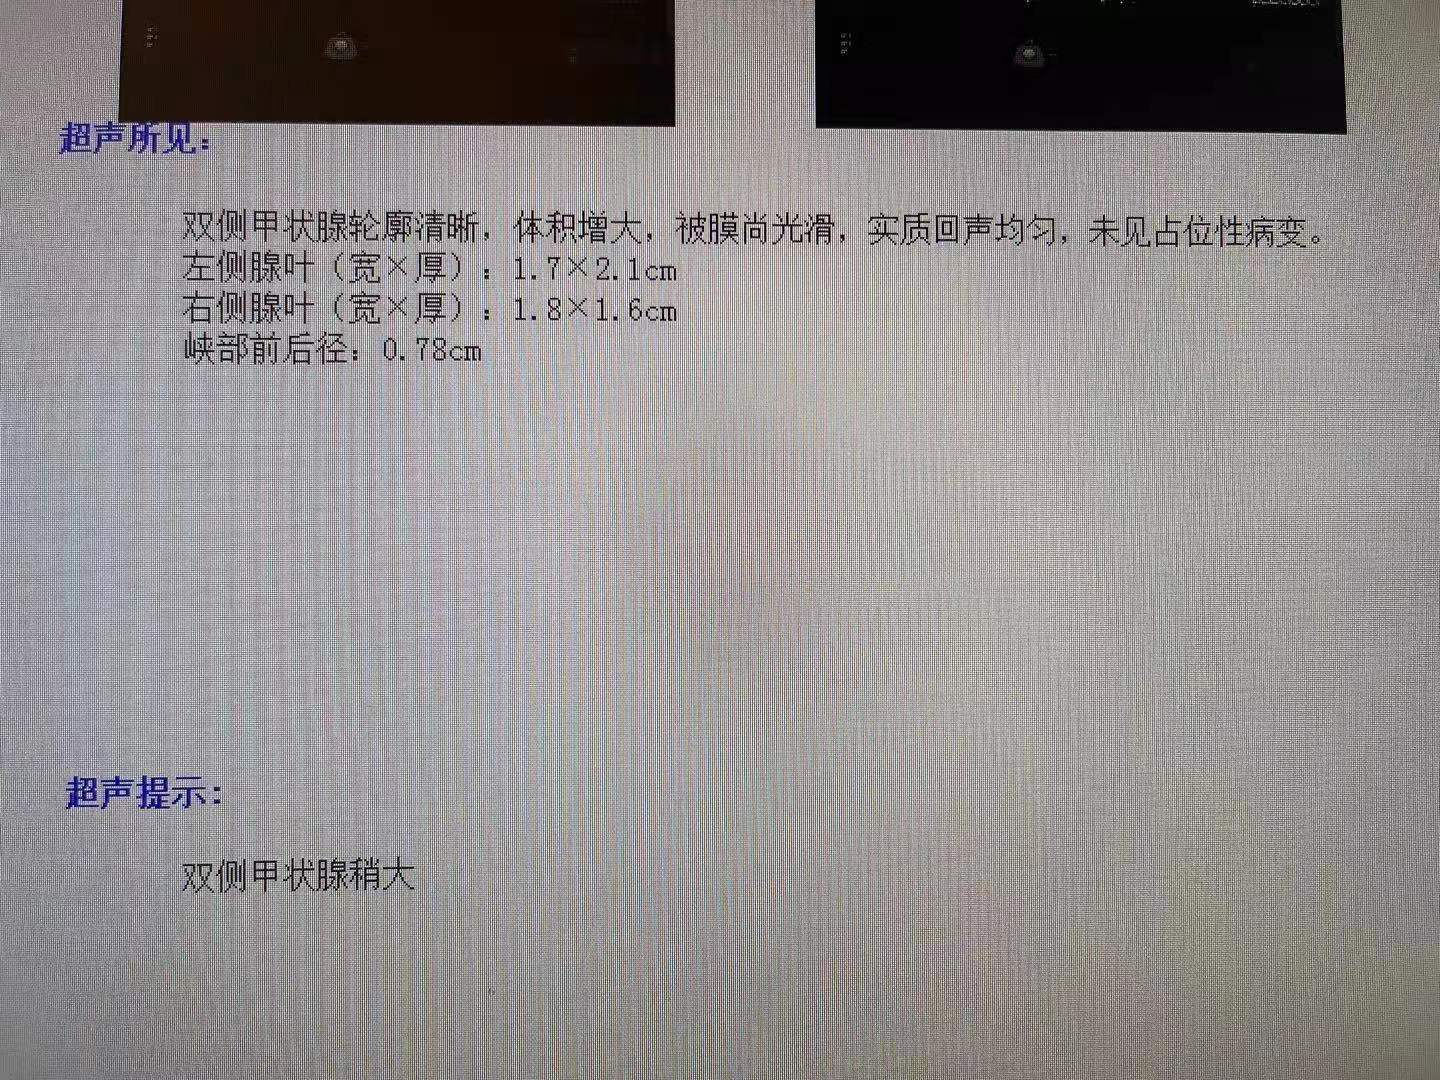 超声所见：
双侧甲状腺轮廓清晰，体积增大，被膜尚光滑，实质回声均匀，未见占位性病变。
左侧腺叶（宽×厚）：1.7×2.1cm
右侧腺叶（宽×厚）：1.8×1.6cm
峡部前后径：0.78cm
超声提示：
双侧甲状腺稍大